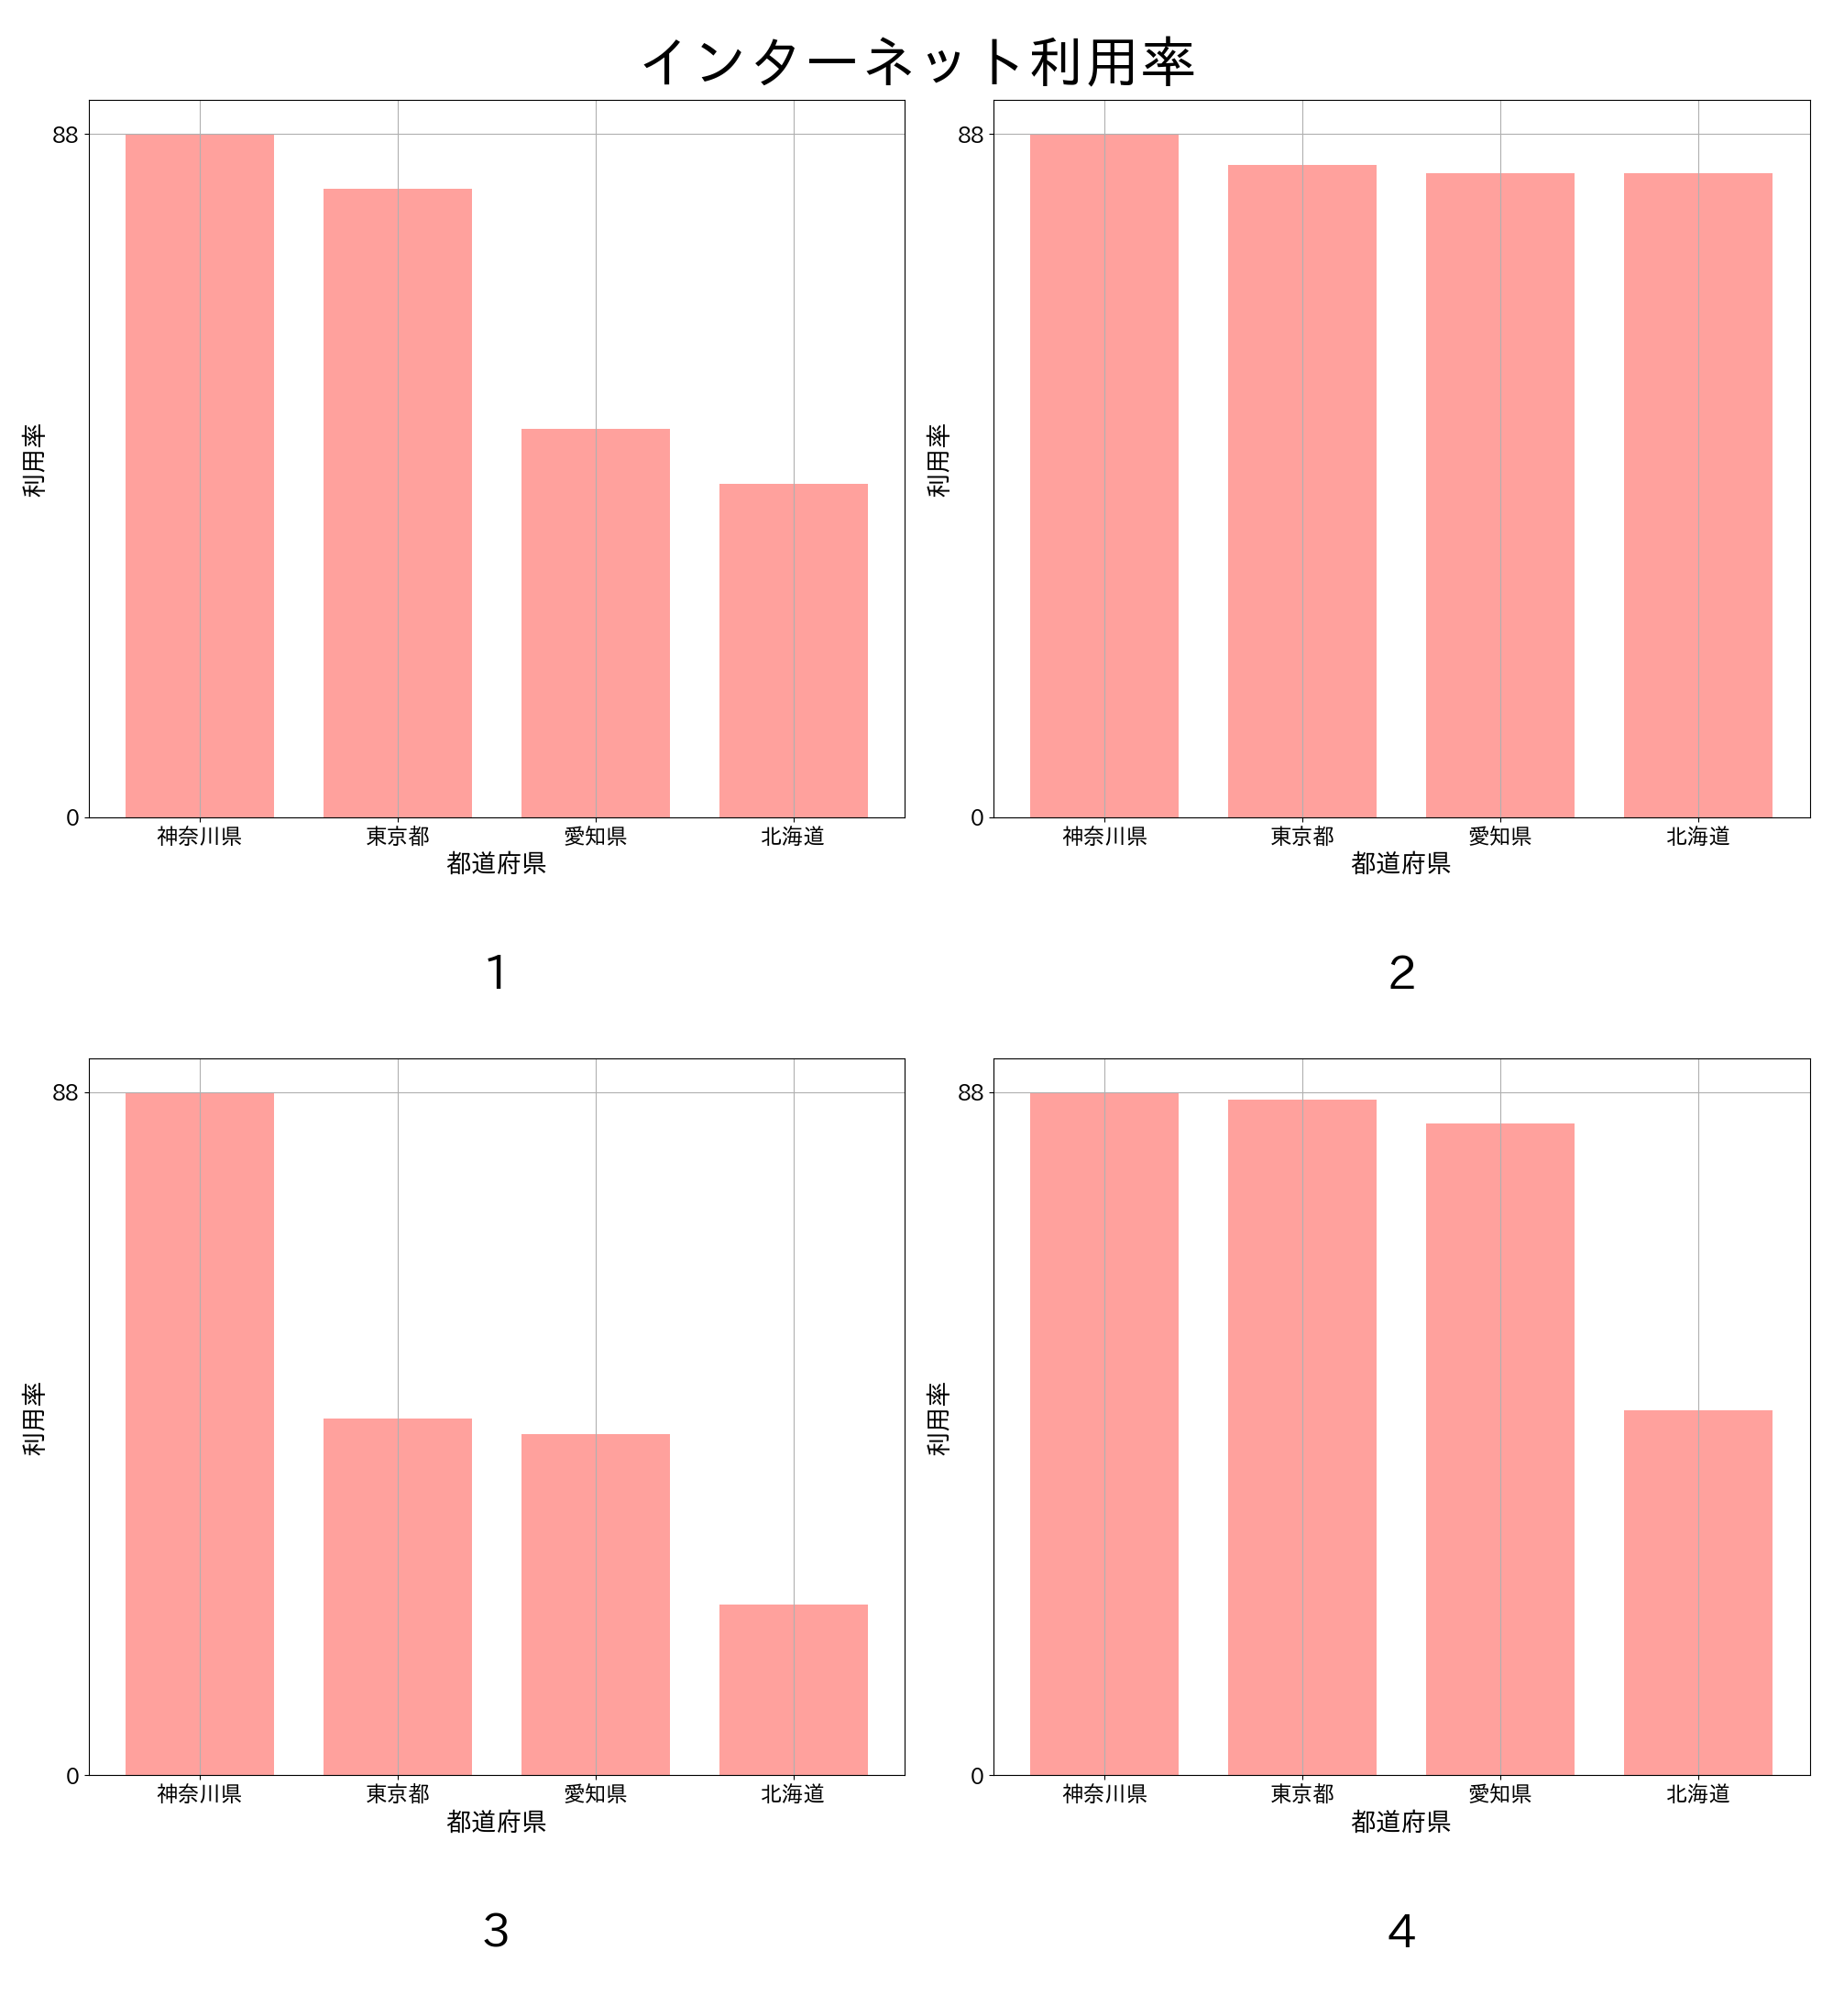 インターネット利用率
88
0
利用率
神奈川県 東京都 愛知県 北海道
都道府県
1
88
0
利用率
神奈川県 東京都 愛知県 北海道
都道府県
2
88
0
利用率
神奈川県 東京都 愛知県 北海道
都道府県
3
88
0
利用率
神奈川県 東京都 愛知県 北海道
都道府県
4